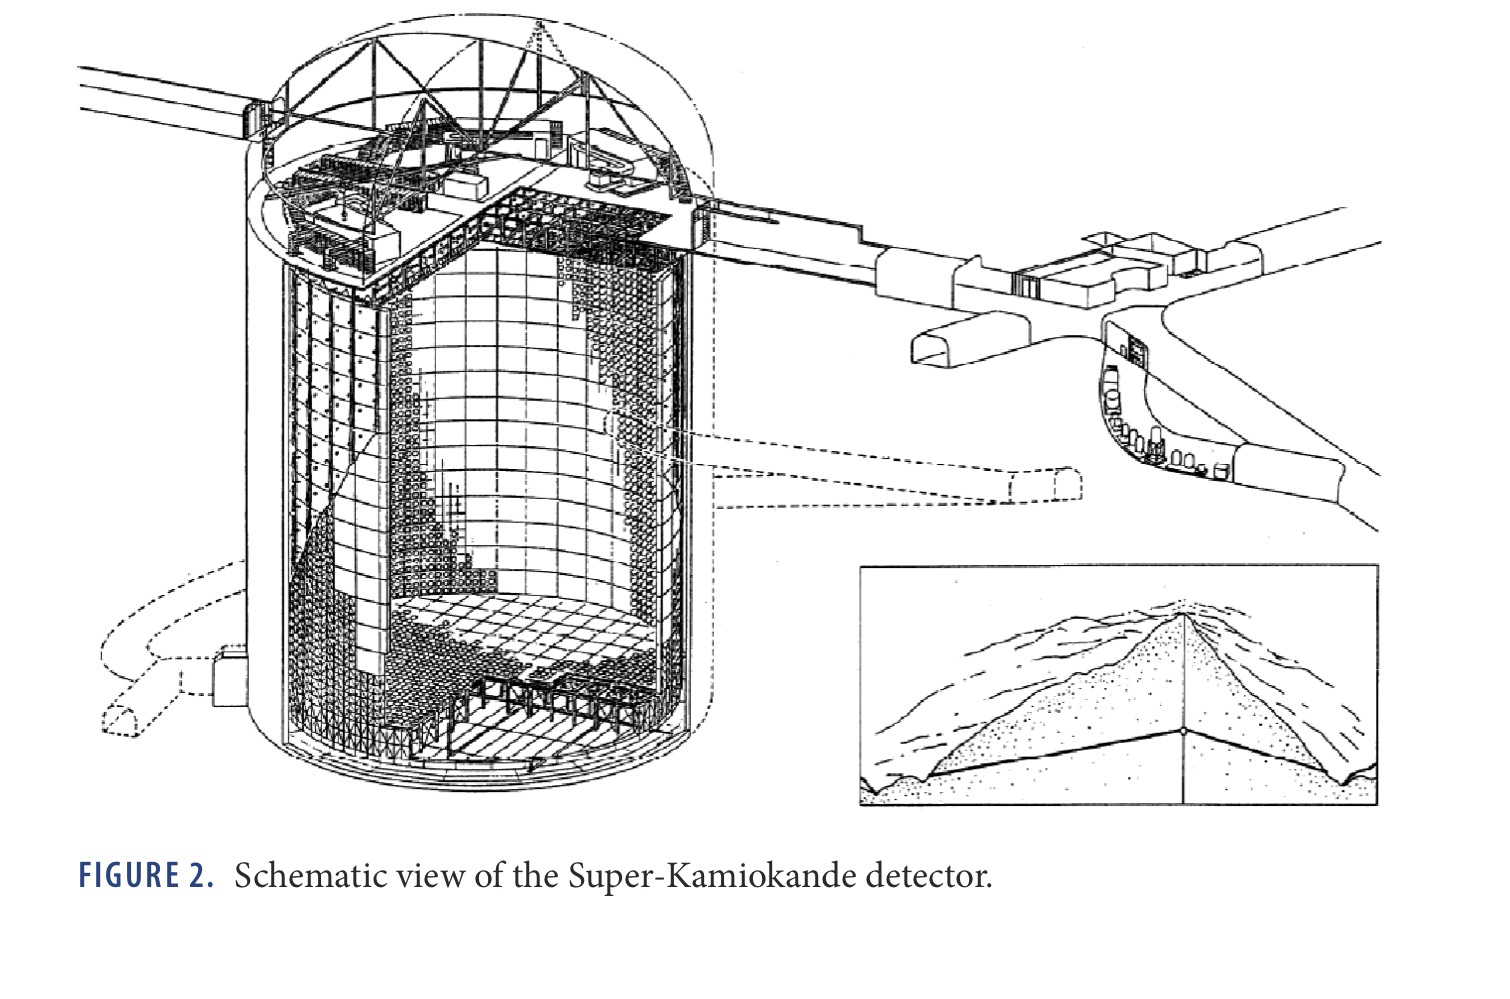 FIGURE 2. Schematic view of the Super-Kamiokande detector.